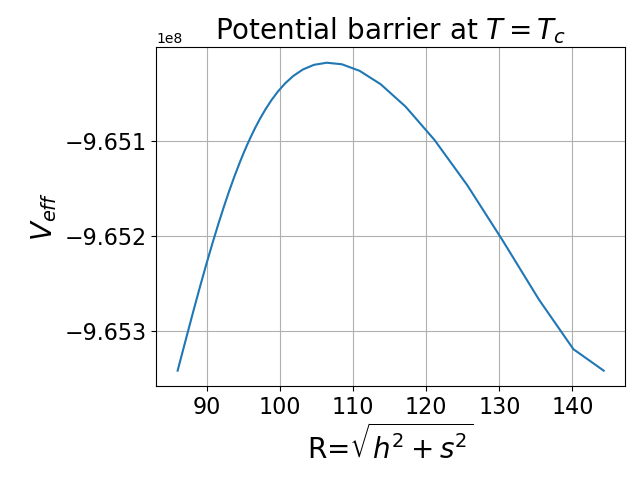 Potential barrier at $T = T_c$
1e8
−9.651
−9.652
−9.653
$V_{eff}$
90 100 110 120 130 140
R=$\sqrt{h^2 + s^2}$